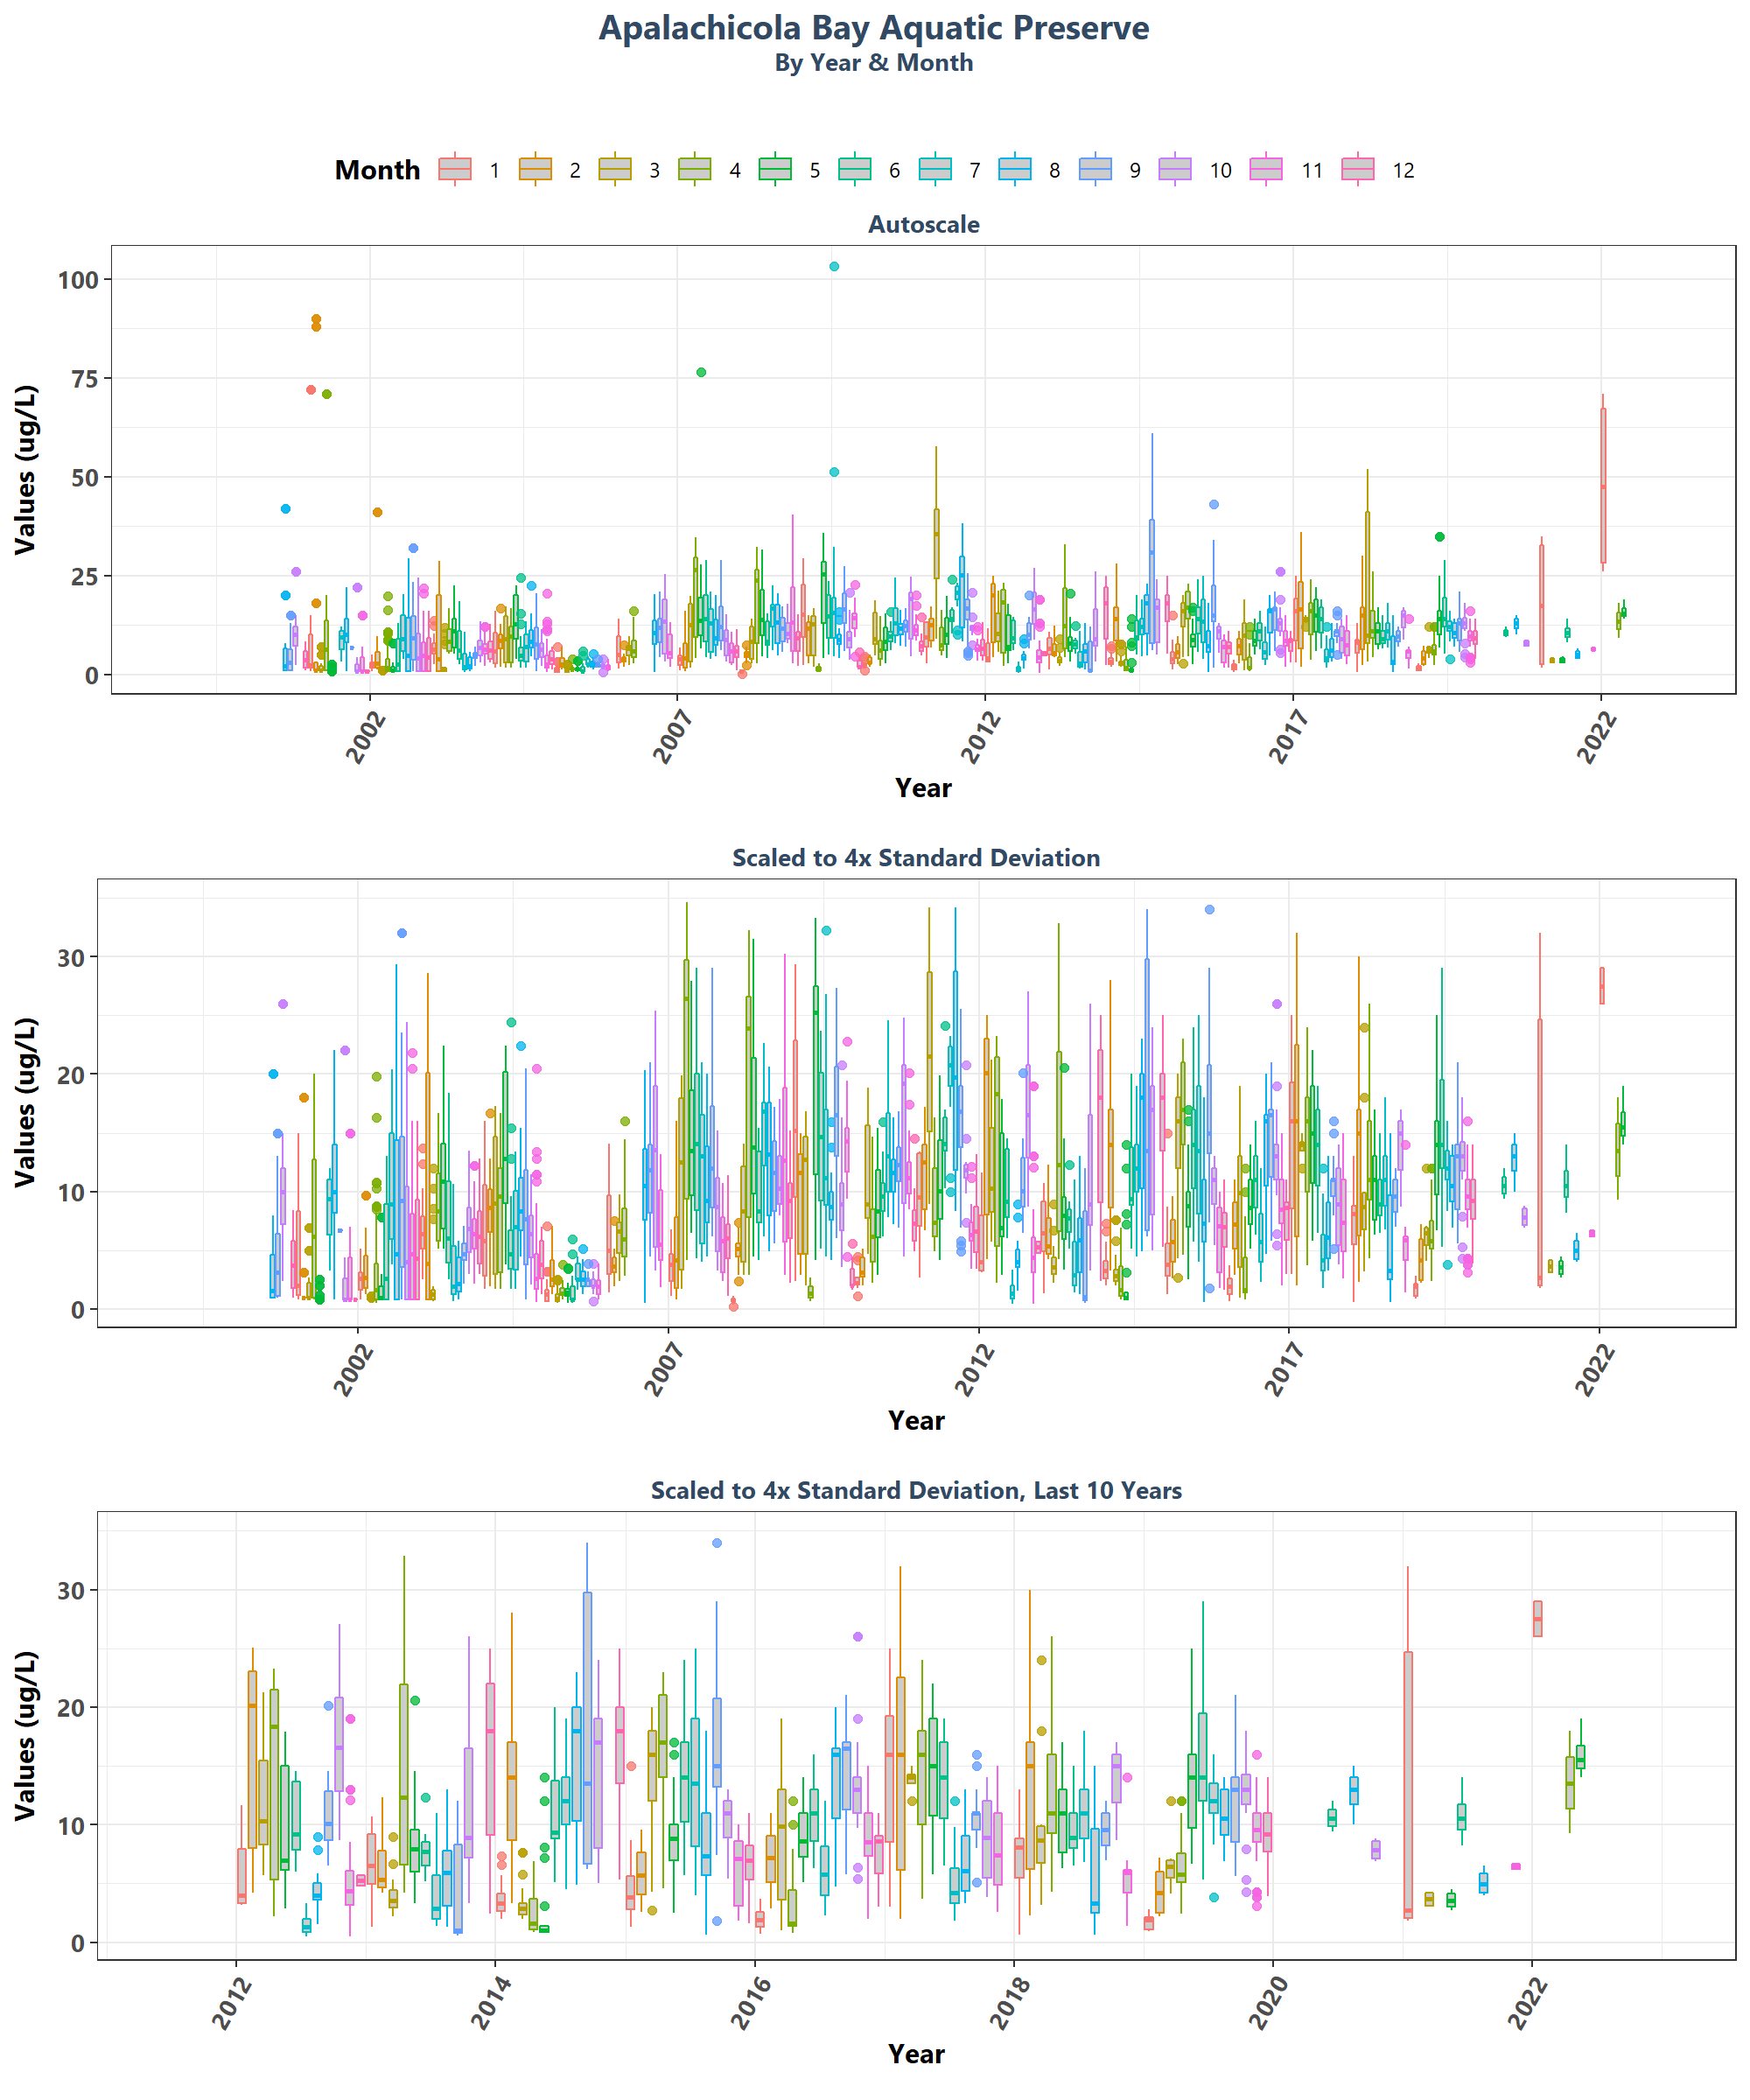 Apalachicola Bay Aquatic Preserve
By Year & Month
Month 1 2 3 4 5 6 7 8 9 10 11 12
Autoscale
Values (ug/L)
100
75
50
25
0
2002 2007 2012 2017 2022
Year
Scaled to 4x Standard Deviation
Values (ug/L)
30
20
10
0
2002 2007 2012 2017 2022
Year
Scaled to 4x Standard Deviation, Last 10 Years
Values (ug/L)
30
20
10
0
2012 2014 2016 2018 2020 2022
Year